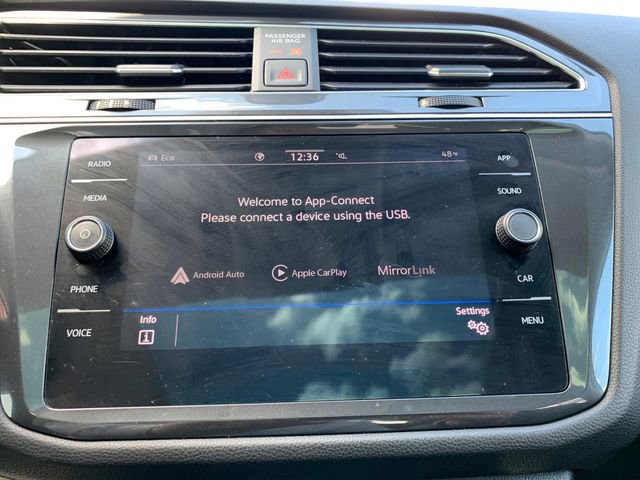 PASSENGER
AIR BAG
OFF
RADIO
MEDIA
PHONE
VOICE
Eco
12:36
48°F
Welcome to App-Connect
Please connect a device using the USB.
Android Auto
Apple CarPlay
MirrorLink
Info
Settings
APP
SOUND
CAR
MENU